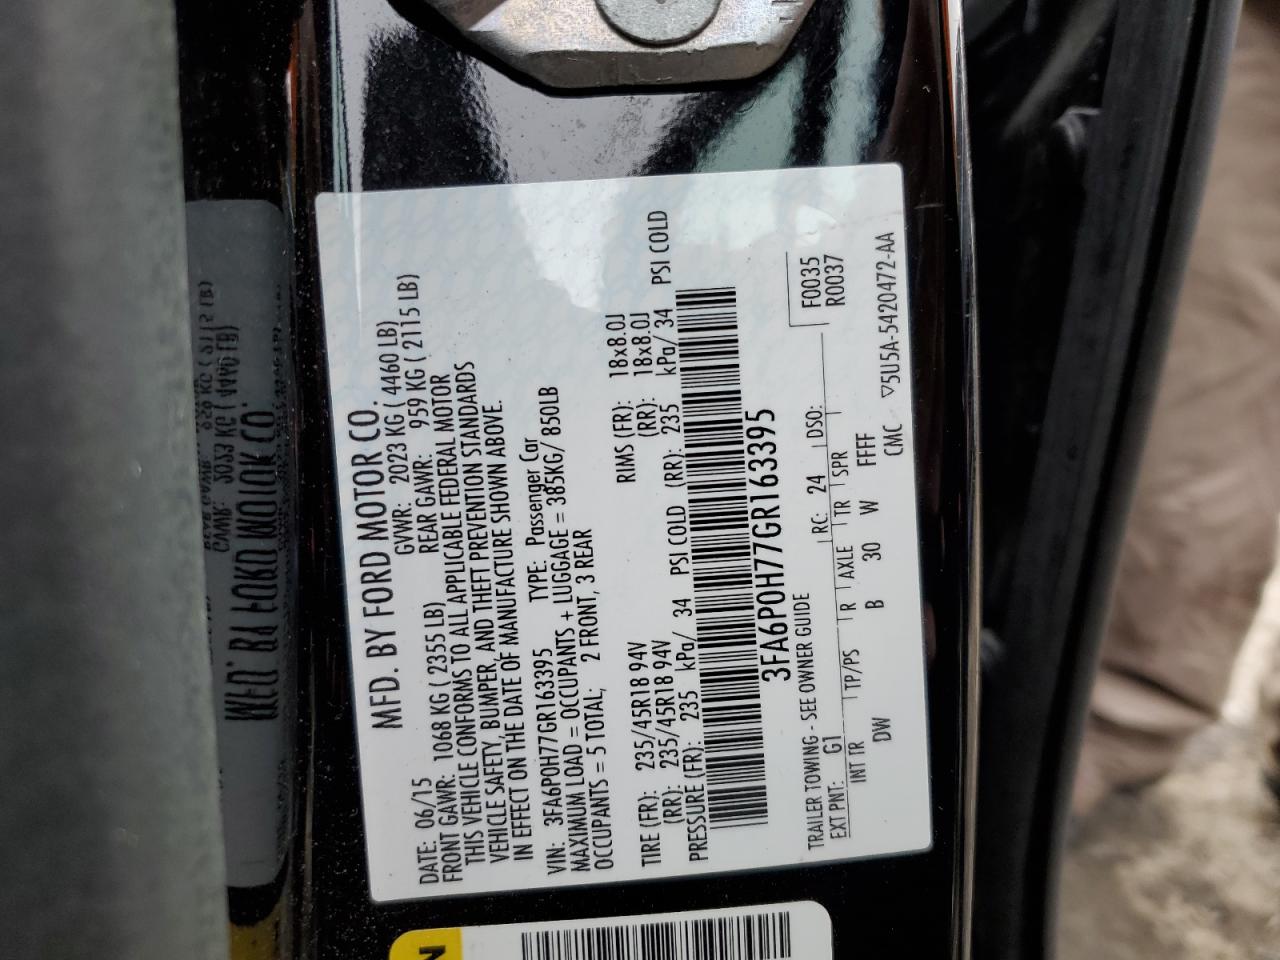 MFD. BY FORD MOTOR CO.
DATE: 06/15 GVWR: 2023 KG ( 4460 LB)
FRONT GAWR: 1068 KG ( 2355 LB) REAR GAWR: 959 KG ( 2115 LB)
THIS VEHICLE CONFORMS TO ALL APPLICABLE FEDERAL MOTOR
VEHICLE SAFETY, BUMPER, AND THEFT PREVENTION STANDARDS
IN EFFECT ON THE DATE OF MANUFACTURE SHOWN ABOVE.
VIN: 3FA6P0H77GR163395 TYPE: Passenger Car
MAXIMUM LOAD = OCCUPANTS + LUGGAGE = 385KG/ 850LB
OCCUPANTS = 5 TOTAL; 2 FRONT, 3 REAR
TIRE (FR): 235/45R18 94V RIMS (FR): 18x8.0J
(RR): 235/45R18 94V (RR): 18x8.0J
PRESSURE (FR): 235 kPa/ 34 PSI COLD (RR): 235 kPa/ 34 PSI COLD
3FA6P0H77GR163395
F0035
R0037
TRAILER TOWING - SEE OWNER GUIDE RC: 24 DSO:
EXT PNT: G1 R AXLE TR SPR
INT TR TP/PS B 30 W FFFF
DW CMC ▽5U5A-5420472-AA
MFD. BY FORD MOTOR CO.
N